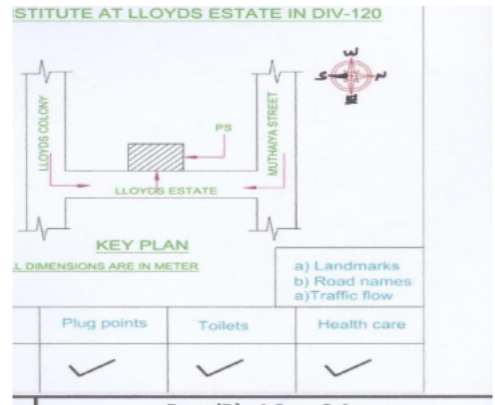 STITUTE AT LLOYDS ESTATE IN DIV-120
W
S
N
E
LLOYDS COLONY
PS
MUTHAIYA STREET
LLOYDS ESTATE
KEY PLAN
L DIMENSIONS ARE IN METER
a) Landmarks
b) Road names
a)Traffic flow
Plug points
Toilets
Health care